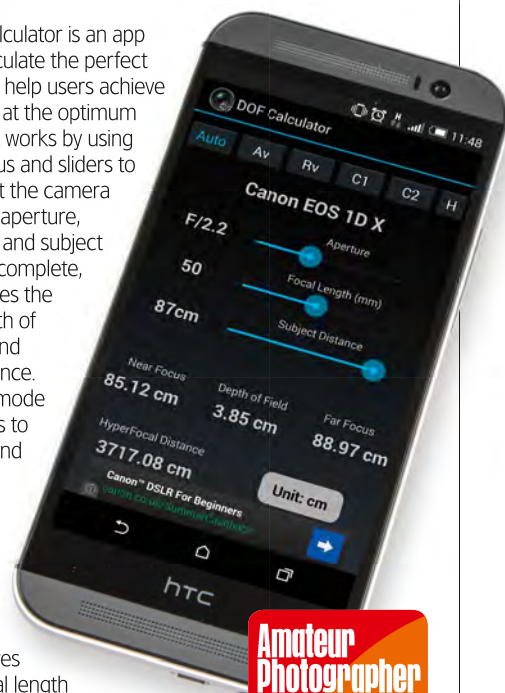 lculator is an app
culate the perfect
help users achieve
at the optimum
works by using
us and sliders to
t the camera
aperture,
and subject
complete,
es the
th of
nd
nce.
mode
s to
nd
es
al length
11:48
DOF Calculator
Auto Av Rv C1 C2 H
Canon EOS 1D X
F/2.2 Aperture
50 Focal Length (mm)
87cm Subject Distance
Near Focus Depth of Field Far Focus
85.12 cm 3.85 cm 88.97 cm
HyperFocal Distance
3717.08 cm
Unit: cm
Canon™ DSLR For Beginners
hTC
Amateur
Photographer